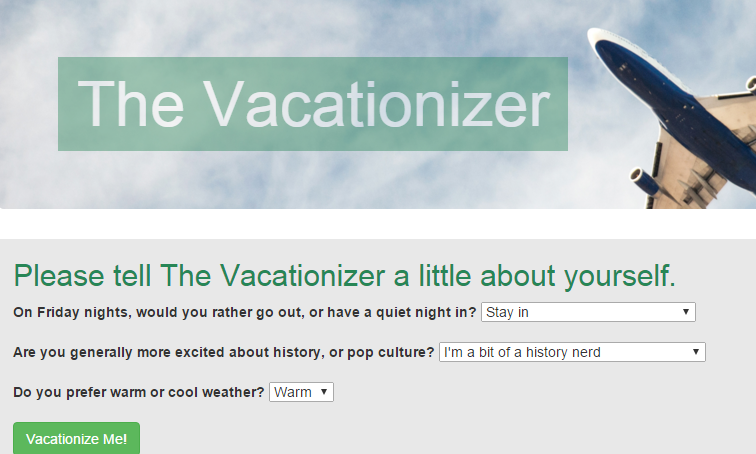 The Vacationizer
Please tell The Vacationizer a little about yourself.
On Friday nights, would you rather go out, or have a quiet night in? Stay in
Are you generally more excited about history, or pop culture? I'm a bit of a history nerd
Do you prefer warm or cool weather? Warm
Vacationize Me!